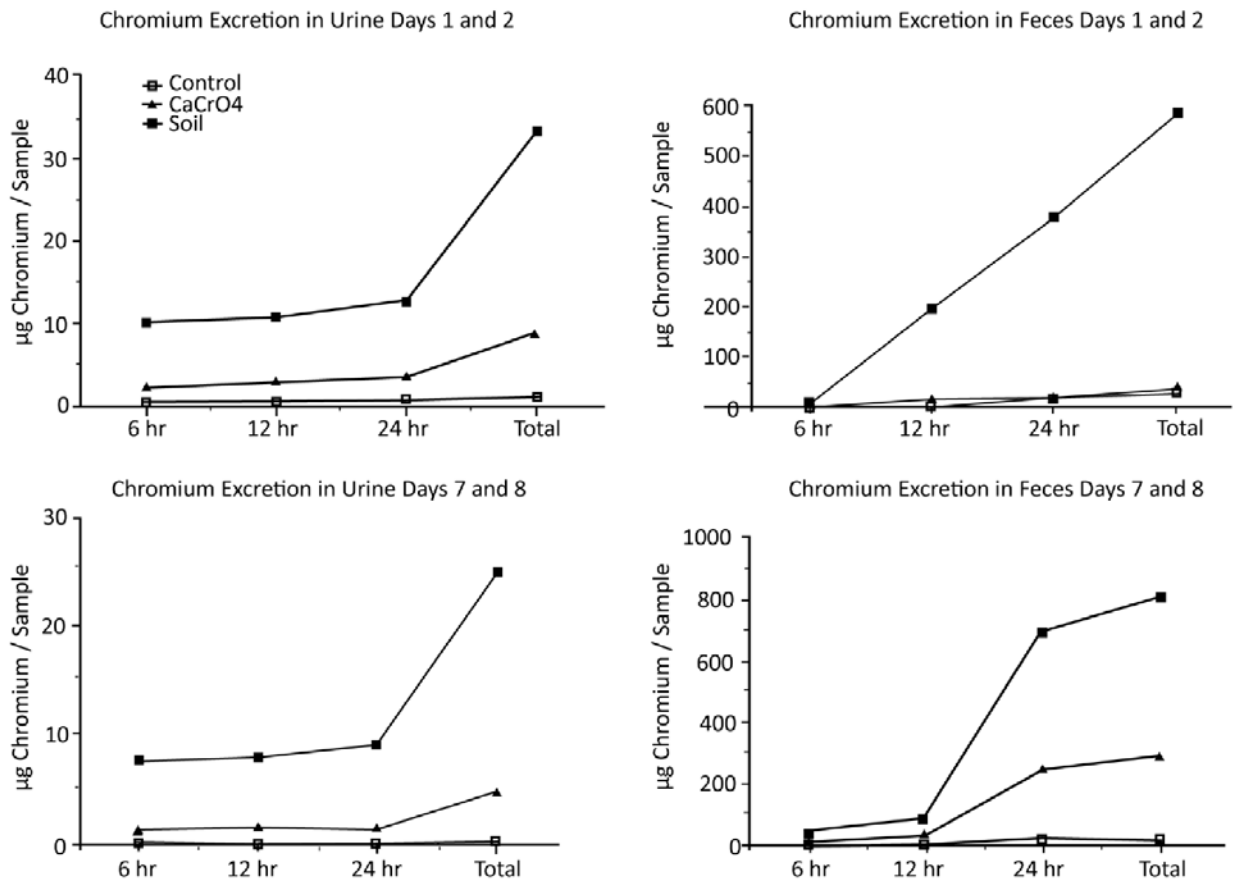 Chromium Excretion in Urine Days 1 and 2
µg Chromium / Sample
40
30
20
10
0
Control
CaCrO4
Soil
6 hr 12 hr 24 hr Total
Chromium Excretion in Feces Days 1 and 2
µg Chromium / Sample
600
500
400
300
200
100
0
6 hr 12 hr 24 hr Total
Chromium Excretion in Urine Days 7 and 8
µg Chromium / Sample
30
20
10
0
6 hr 12 hr 24 hr Total
Chromium Excretion in Feces Days 7 and 8
µg Chromium / Sample
1000
800
600
400
200
0
6 hr 12 hr 24 hr Total